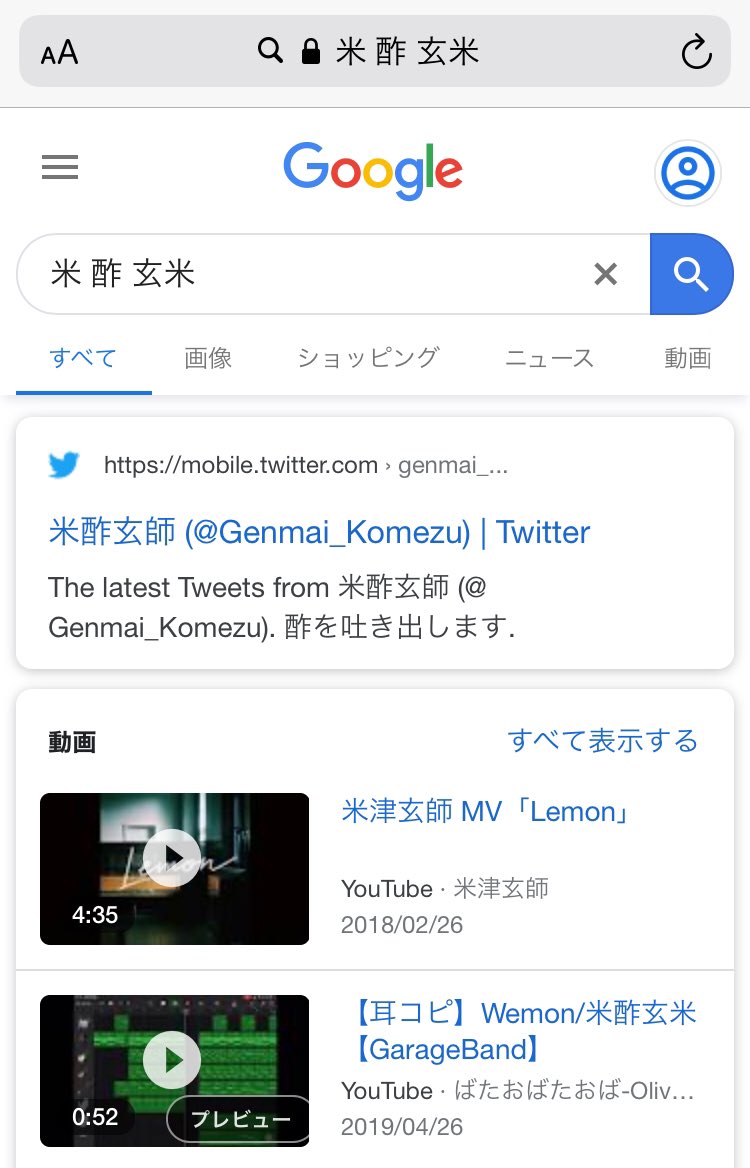 AA 米 酢 玄米
Google
米 酢 玄米
すべて 画像 ショッピング ニュース 動画
https://mobile.twitter.com › genmai_...
米酢玄師 (@Genmai_Komezu) | Twitter
The latest Tweets from 米酢玄師 (@
Genmai_Komezu). 酢を吐き出します.
動画 すべて表示する
Lemon
4:35
米津玄師 MV「Lemon」
YouTube · 米津玄師
2018/02/26
0:52
プレビュー
【耳コピ】Wemon/米酢玄米
【GarageBand】
YouTube · ばたおばたおば-Oliv...
2019/04/26